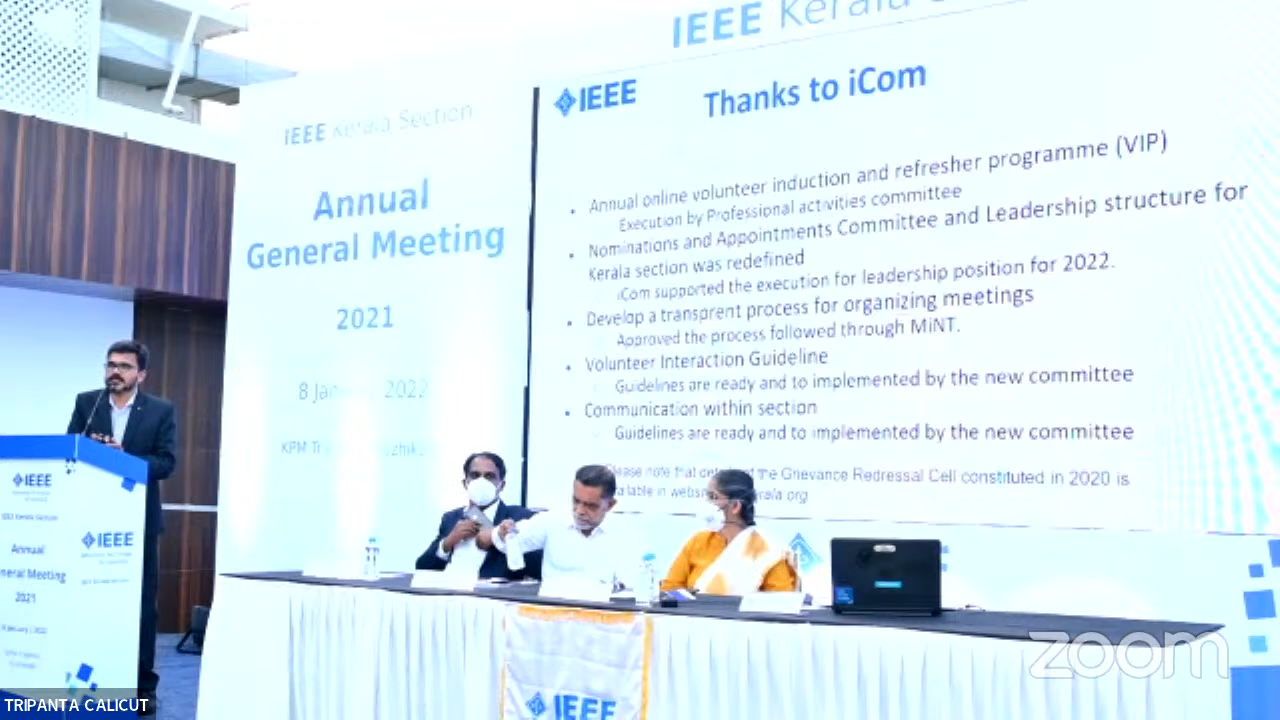 IEEE Kerala
IEEE Kerala Section
Annual
General Meeting
2021
8 2022
KPM
IEEE
Thanks to iCom
Annual online volunteer induction and refresher programme (VIP)
Execution by Professional activities committee
Nominations and Appointments Committee and Leadership structure for
Kerala section was redefined
iCom supported the execution for leadership position for 2022.
Develop a transprent process for organizing meetings
Approved the process followed through MiNT.
Volunteer Interaction Guideline
Guidelines are ready and to implemented by the new committee
Communication within section
Guidelines are ready and to implemented by the new committee
Please note that the Grievance Redressal Cell constituted in 2020 is
in
IEEE
IEEE Kerala Section
Annual
General Meeting
2021
IEEE
IEEE
zoom
TRIPANTA CALICUT